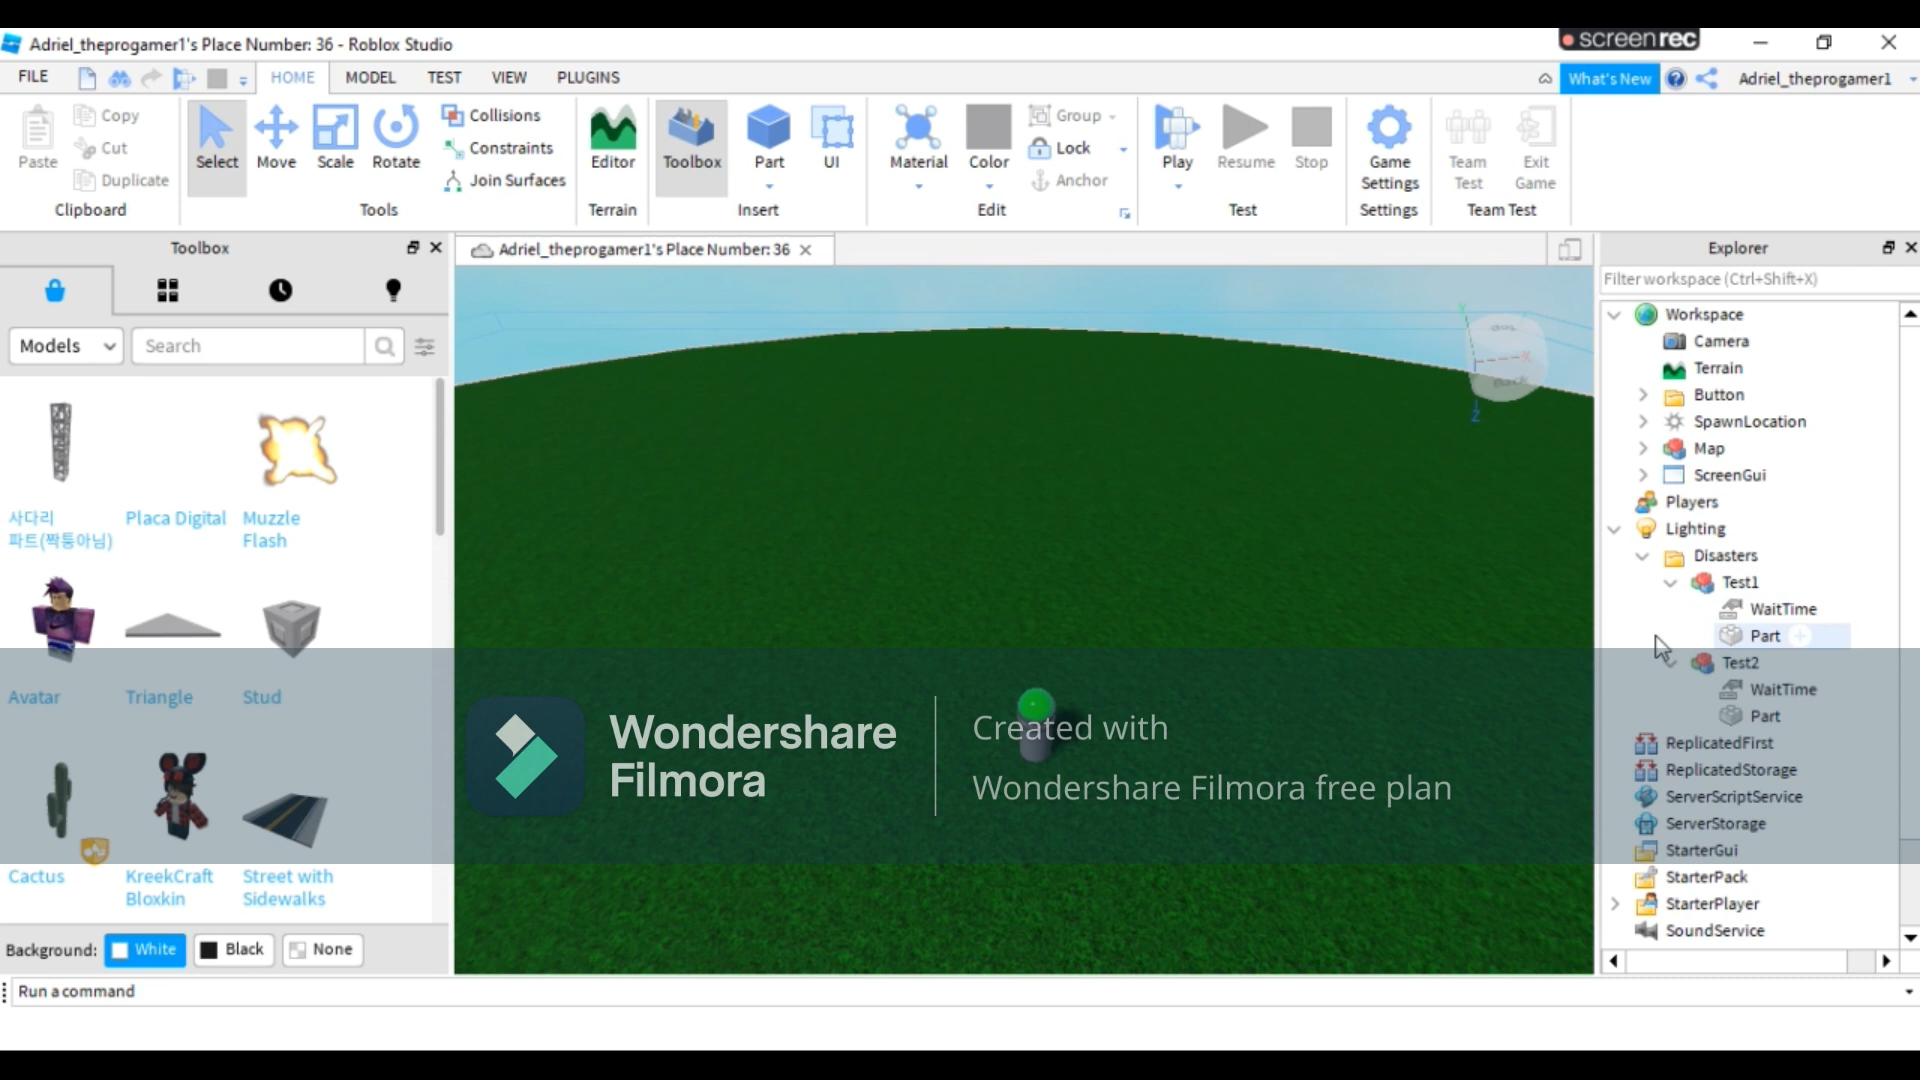 Adriel_theprogamer1's Place Number: 36 - Roblox Studio
screenrec
FILE
HOME
MODEL
TEST
VIEW
PLUGINS
What's New
Adriel_theprogamer1
Paste
Copy
Cut
Duplicate
Clipboard
Select
Move
Scale
Rotate
Collisions
Constraints
Join Surfaces
Tools
Editor
Terrain
Toolbox
Part
UI
Insert
Material
Color
Group
Lock
Anchor
Edit
Play
Resume
Stop
Test
Game
Settings
Settings
Team
Test
Exit
Game
Team Test
Toolbox
Models
Search
사다리
파트(짝퉁아님)
Placa Digital
Muzzle
Flash
Avatar
Triangle
Stud
Cactus
KreekCraft
Bloxkin
Street with
Sidewalks
Background:
White
Black
None
Run a command
Adriel_theprogamer1's Place Number: 36
Y
X
Z
Wondershare
Filmora
Created with
Wondershare Filmora free plan
Explorer
Filter workspace (Ctrl+Shift+X)
Workspace
Camera
Terrain
Button
SpawnLocation
Map
ScreenGui
Players
Lighting
Disasters
Test1
WaitTime
Part
Test2
WaitTime
Part
ReplicatedFirst
ReplicatedStorage
ServerScriptService
ServerStorage
StarterGui
StarterPack
StarterPlayer
SoundService